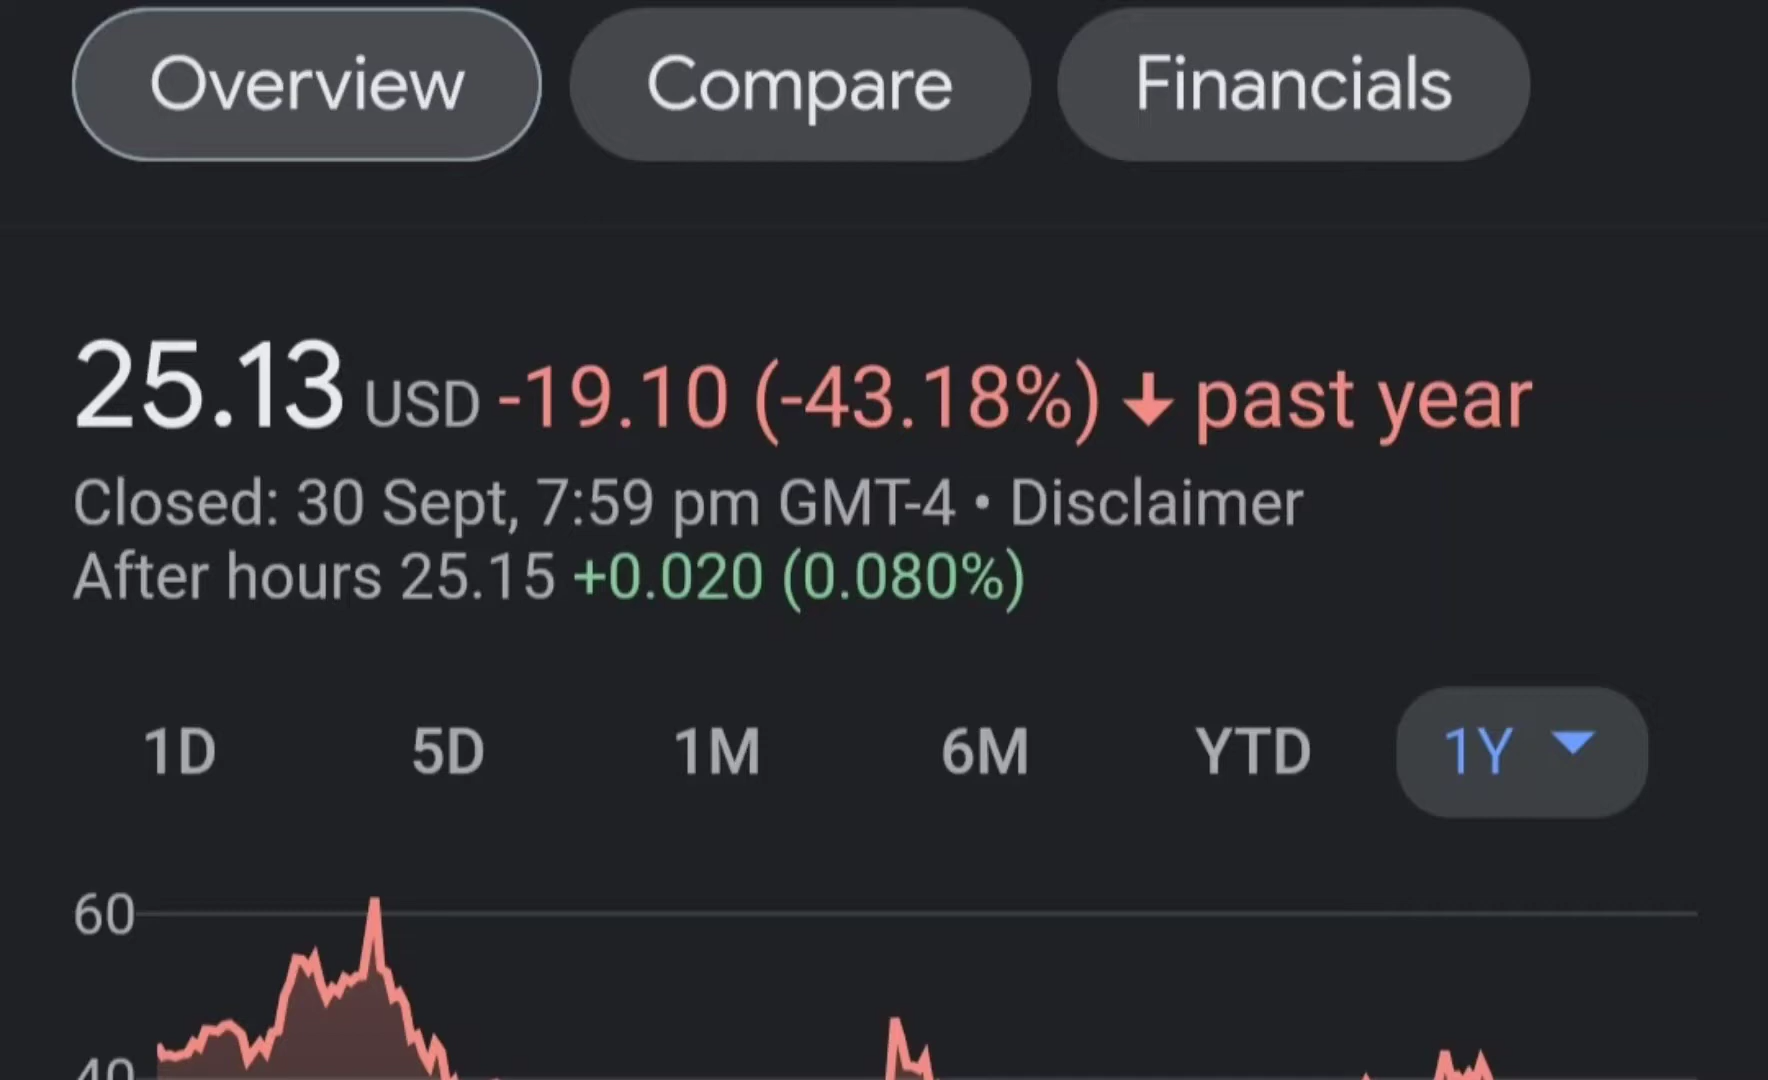 Overview Compare Financials
25.13 USD -19.10 (-43.18%) ↓ past year
Closed: 30 Sept, 7:59 pm GMT-4 • Disclaimer
After hours 25.15 +0.020 (0.080%)
1D 5D 1M 6M YTD 1Y
60
40